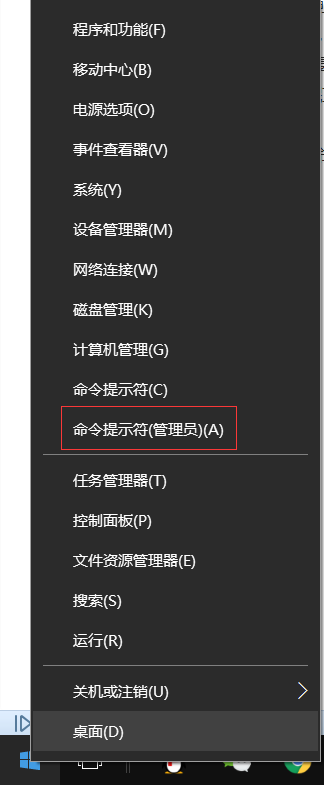 程序和功能(F)
移动中心(B)
电源选项(O)
事件查看器(V)
系统(Y)
设备管理器(M)
网络连接(W)
磁盘管理(K)
计算机管理(G)
命令提示符(C)
命令提示符(管理员)(A)
任务管理器(T)
控制面板(P)
文件资源管理器(E)
搜索(S)
运行(R)
关机或注销(U)
桌面(D)